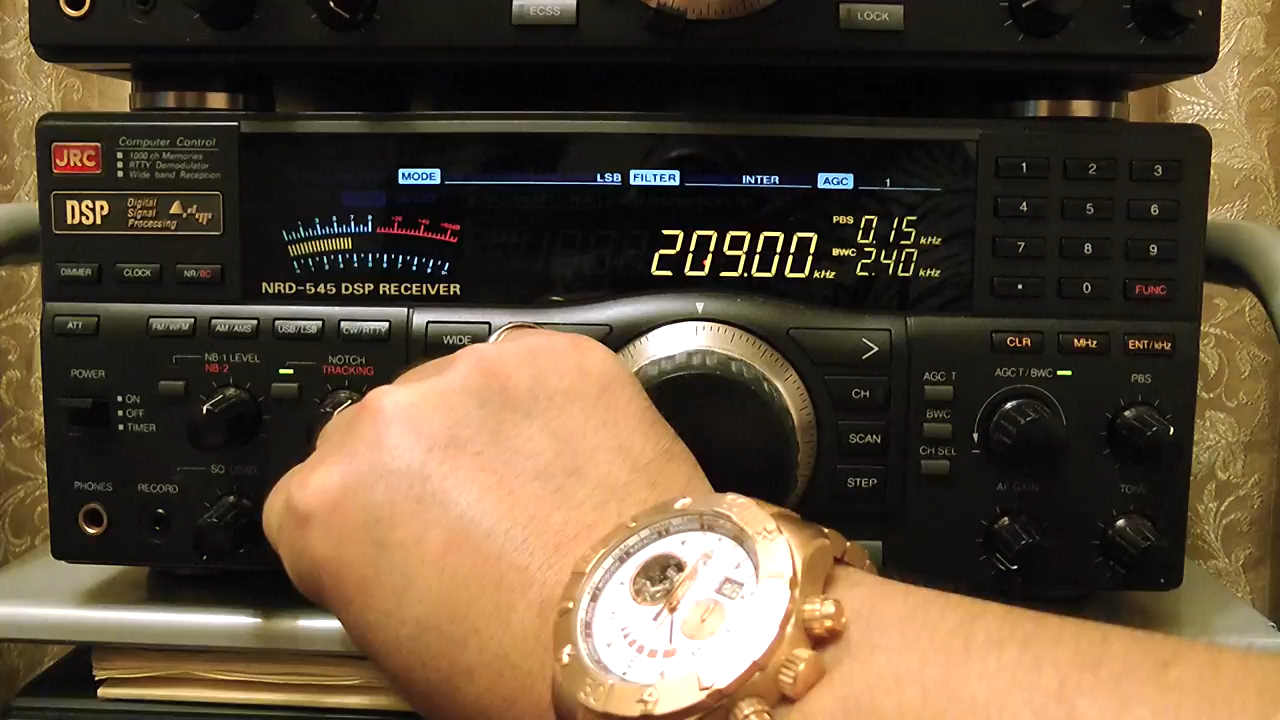 ECSS
LOCK
JRC
Computer Control
1000 ch Memories
RTTY Demodulator
Wide band Reception
DSP
Digital
Signal
Processing
DIMMER
CLOCK
NR/BC
MODE
LSB
FILTER
INTER
AGC
1
209.00 kHz
PBS 0.15 kHz
BWC 2.40 kHz
NRD-545 DSP RECEIVER
1 2 3
4 5 6
7 8 9
• 0 FUNC
ATT
FM/WFM
AM/AMS
USB/LSB
CW/RTTY
WIDE
CLR
MHz
ENT/kHz
POWER
ON
OFF
TIMER
NB-1 LEVEL
NB-2
NOTCH
TRACKING
CH
SCAN
STEP
AGC T
BWC
CH SEL
AGC T/BWC
PBS
SQ LEVEL
PHONES
RECORD
AF GAIN
TONE